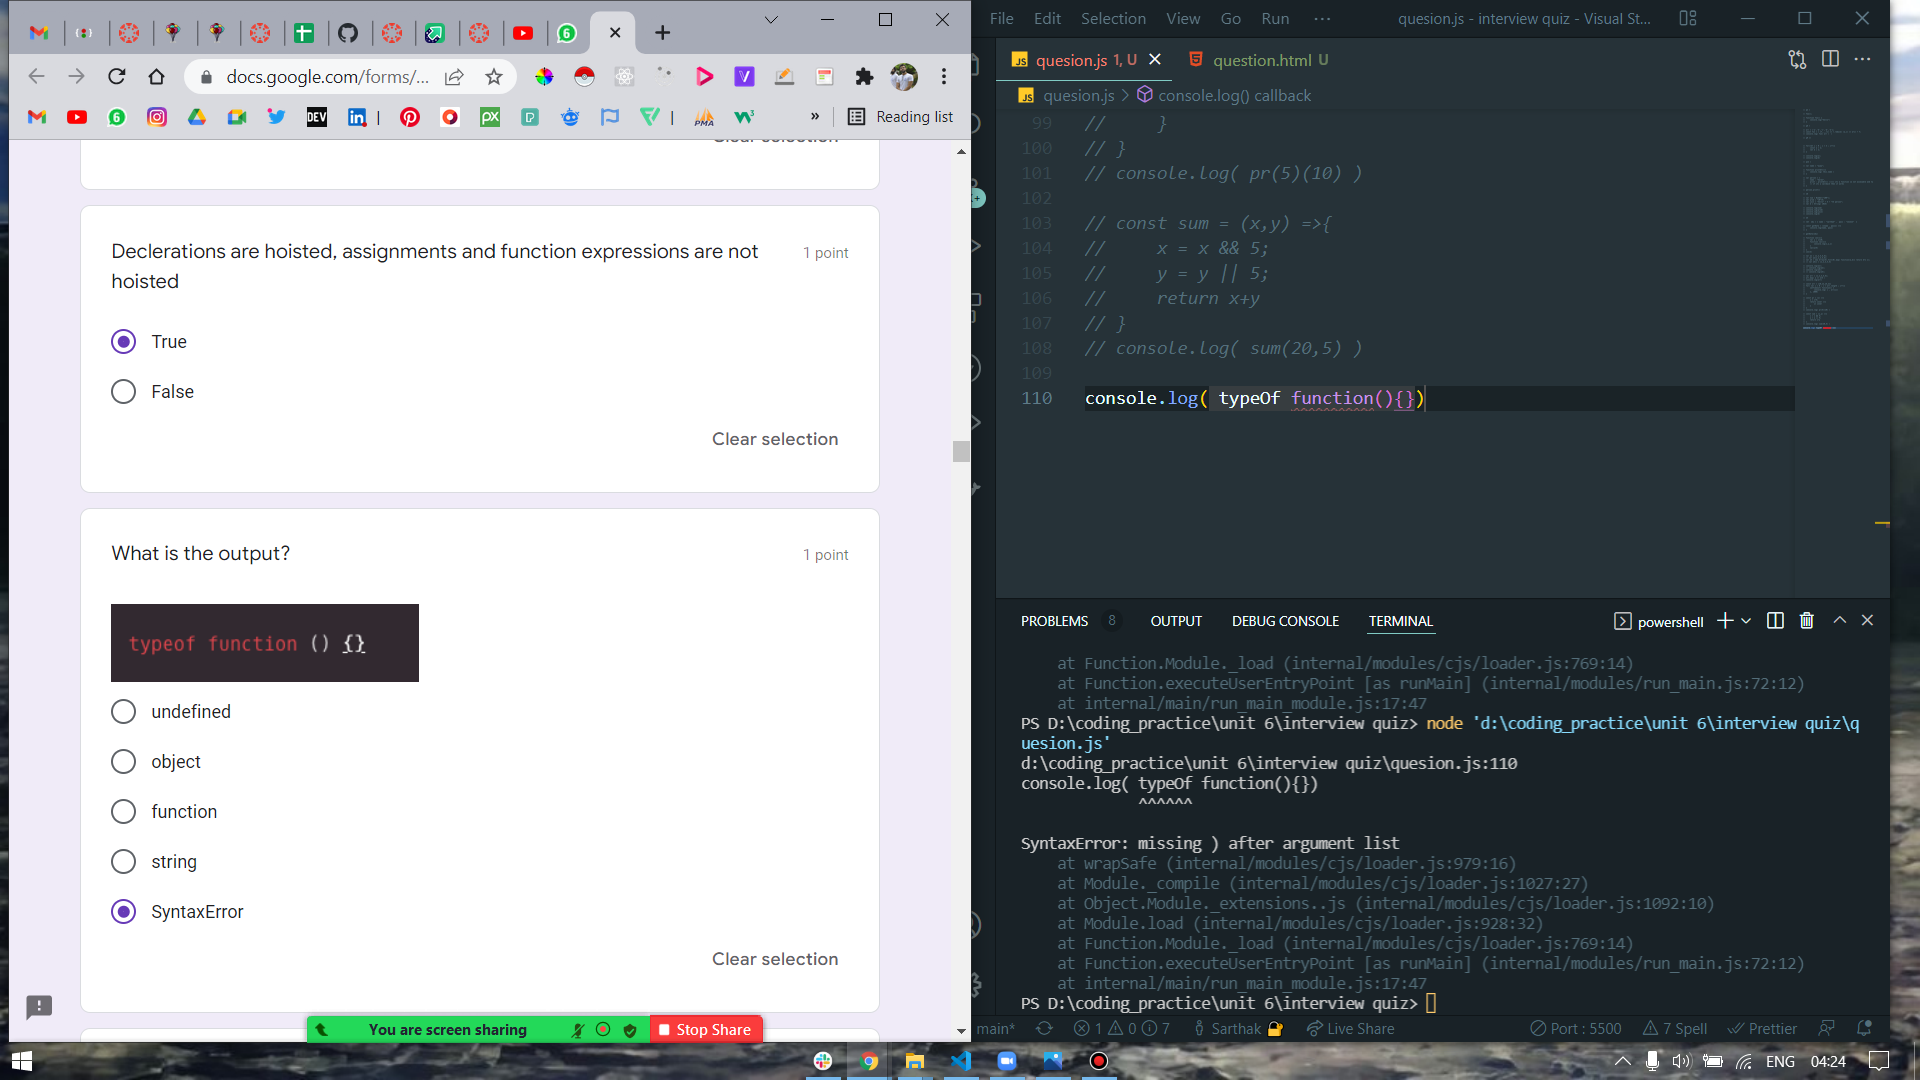 docs.google.com/forms/...
Reading list
Declerations are hoisted, assignments and function expressions are not
hoisted
1 point
True
False
Clear selection
What is the output?
1 point
typeof function () {}
undefined
object
function
string
SyntaxError
Clear selection
You are screen sharing
Stop Share
File Edit Selection View Go Run ···
quesion.js - interview quiz - Visual St...
JS quesion.js 1, U
question.html U
JS quesion.js > console.log() callback
99 //     }
100 // }
101 // console.log( pr(5)(10) )
102
103 // const sum = (x,y) =>{
104 //     x = x && 5;
105 //     y = y || 5;
106 //     return x+y
107 // }
108 // console.log( sum(20,5) )
109
110 console.log( typeOf function(){})
PROBLEMS 8 OUTPUT DEBUG CONSOLE TERMINAL
powershell
at Function.Module._load (internal/modules/cjs/loader.js:769:14)
at Function.executeUserEntryPoint [as runMain] (internal/modules/run_main.js:72:12)
at internal/main/run_main_module.js:17:47
PS D:\coding_practice\unit 6\interview quiz> node 'd:\coding_practice\unit 6\interview quiz\q
uesion.js'
d:\coding_practice\unit 6\interview quiz\quesion.js:110
console.log( typeOf function(){})
^^^^^^
SyntaxError: missing ) after argument list
at wrapSafe (internal/modules/cjs/loader.js:979:16)
at Module._compile (internal/modules/cjs/loader.js:1027:27)
at Object.Module._extensions..js (internal/modules/cjs/loader.js:1092:10)
at Module.load (internal/modules/cjs/loader.js:928:32)
at Function.Module._load (internal/modules/cjs/loader.js:769:14)
at Function.executeUserEntryPoint [as runMain] (internal/modules/run_main.js:72:12)
at internal/main/run_main_module.js:17:47
PS D:\coding_practice\unit 6\interview quiz>
main* 1 0 7 Sarthak Live Share Port : 5500 7 Spell Prettier
ENG 04:24